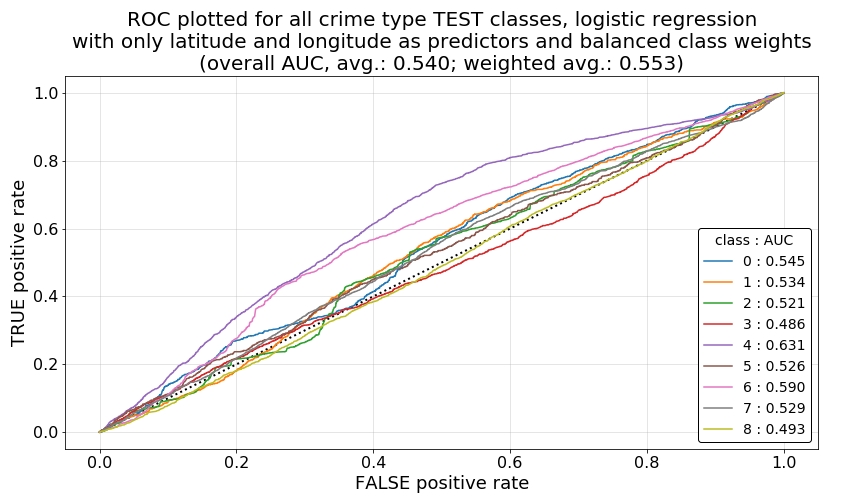 ROC plotted for all crime type TEST classes, logistic regression
with only latitude and longitude as predictors and balanced class weights
(overall AUC, avg.: 0.540; weighted avg.: 0.553)
TRUE positive rate
1.0
0.8
0.6
0.4
0.2
0.0
class : AUC
0 : 0.545
1 : 0.534
2 : 0.521
3 : 0.486
4 : 0.631
5 : 0.526
6 : 0.590
7 : 0.529
8 : 0.493
0.0 0.2 0.4 0.6 0.8 1.0
FALSE positive rate